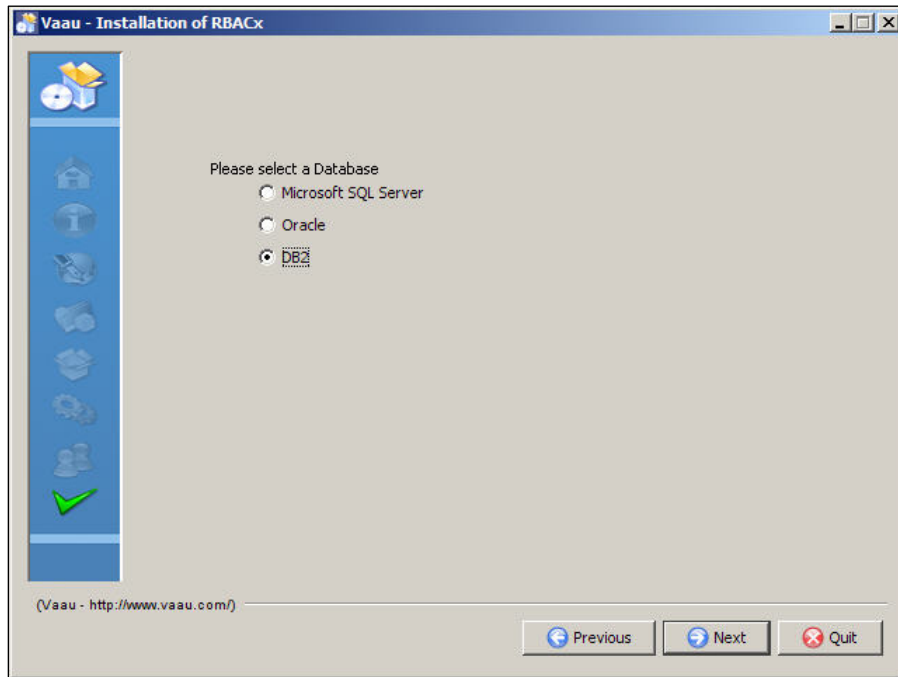 Vaau - Installation of RBACx
Please select a Database
Microsoft SQL Server
Oracle
DB2
(Vaau - http://www.vaau.com/)
Previous
Next
Quit